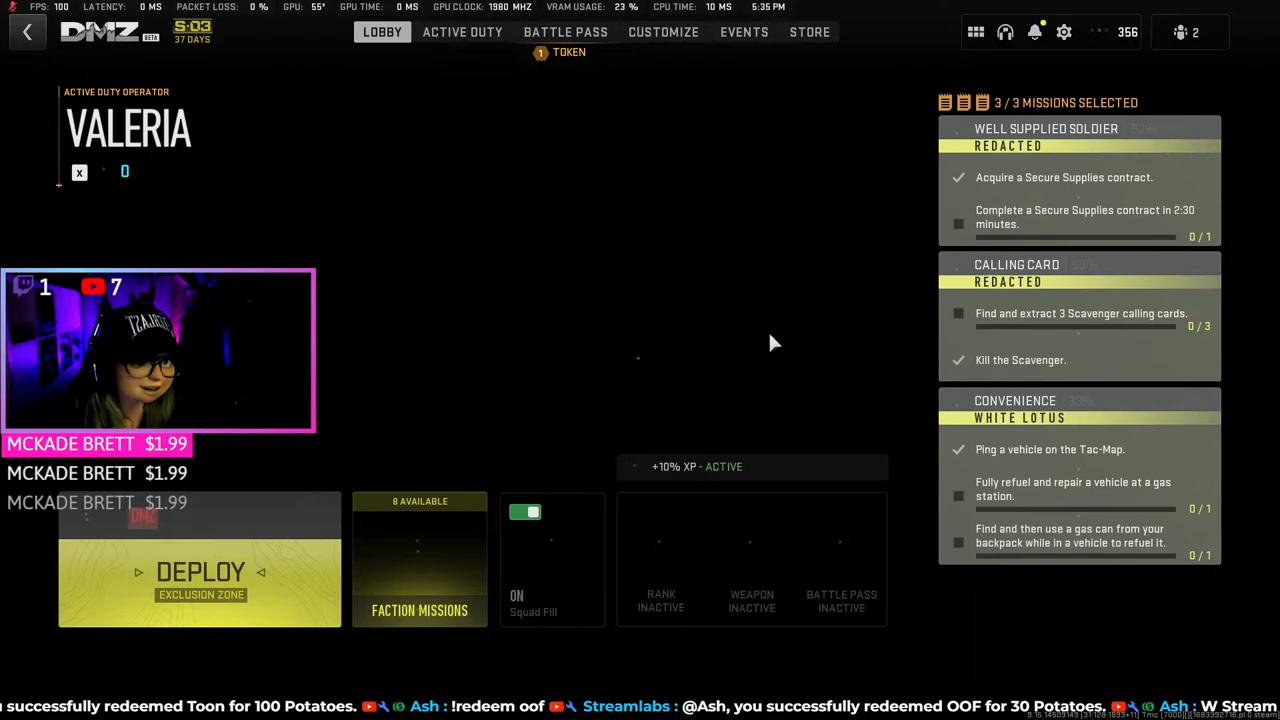 FPS: 100 LATENCY: 0 MS PACKET LOSS: 0 % GPU: 55° GPU TIME: 0 MS GPU CLOCK: 1980 MHZ VRAM USAGE: 23 % CPU TIME: 10 MS 5:35 PM
DMZ BETA
S-03
37 DAYS
LOBBY ACTIVE DUTY BATTLE PASS CUSTOMIZE EVENTS STORE
356 2
1 TOKEN
ACTIVE DUTY OPERATOR
VALERIA
X 0
3 / 3 MISSIONS SELECTED
WELL SUPPLIED SOLDIER 50%
REDACTED
Acquire a Secure Supplies contract.
Complete a Secure Supplies contract in 2:30
minutes.
0 / 1
CALLING CARD 50%
REDACTED
Find and extract 3 Scavenger calling cards.
0 / 3
Kill the Scavenger.
CONVENIENCE 33%
WHITE LOTUS
Ping a vehicle on the Tac-Map.
Fully refuel and repair a vehicle at a gas
station.
0 / 1
Find and then use a gas can from your
backpack while in a vehicle to refuel it.
0 / 1
1 7
MCKADE BRETT $1.99
MCKADE BRETT $1.99
MCKADE BRETT $1.99
+10% XP - ACTIVE
DMZ
DEPLOY
EXCLUSION ZONE
8 AVAILABLE
FACTION MISSIONS
ON
Squad Fill
RANK
INACTIVE
WEAPON
INACTIVE
BATTLE PASS
INACTIVE
u successfully redeemed Toon for 100 Potatoes. Ash : !redeem oof Streamlabs : @Ash, you successfully redeemed OOF for 30 Potatoes. Ash : W Stream